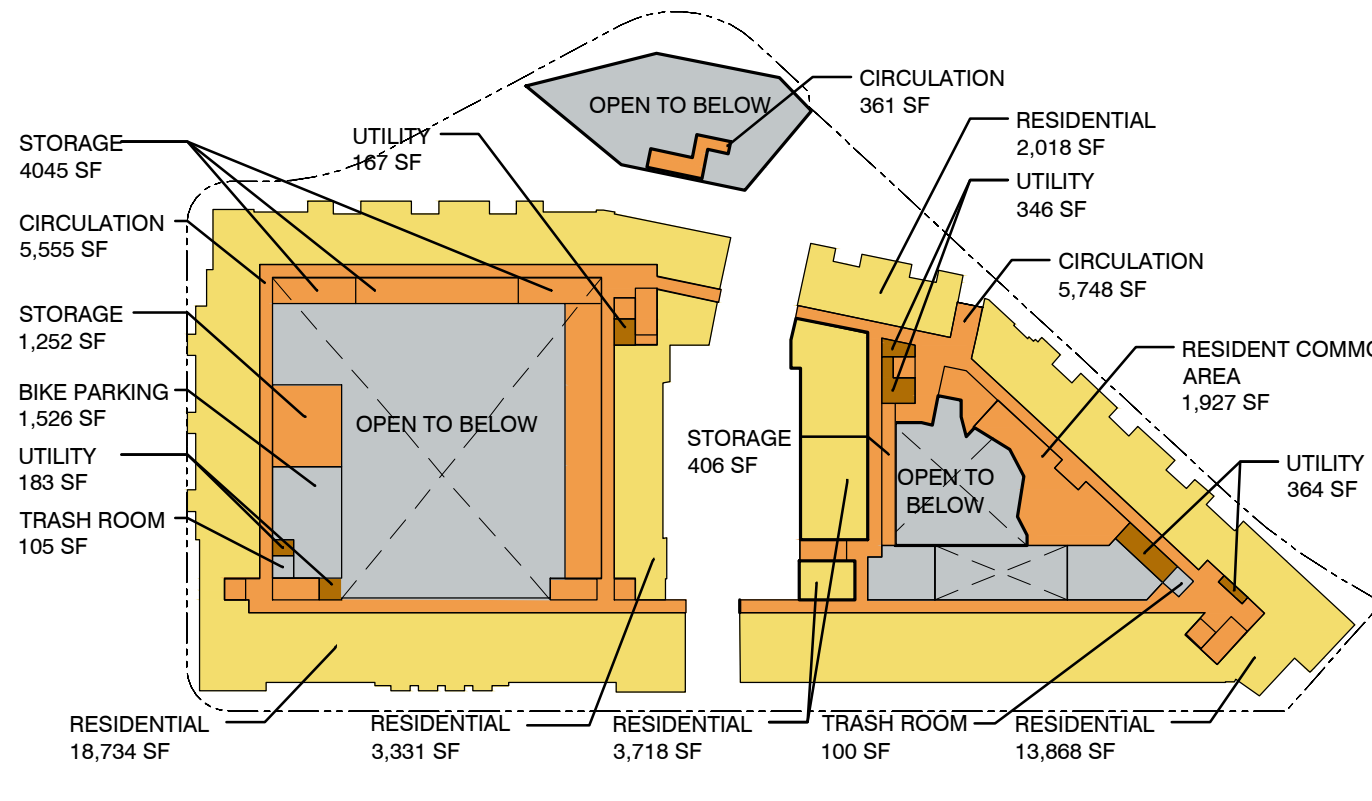 CIRCULATION
361 SF
OPEN TO BELOW
RESIDENTIAL
2,018 SF
UTILITY
167 SF
STORAGE
4045 SF
UTILITY
346 SF
CIRCULATION
5,555 SF
CIRCULATION
5,748 SF
STORAGE
1,252 SF
RESIDENT COMMO
AREA
1,927 SF
BIKE PARKING
1,526 SF
OPEN TO BELOW
STORAGE
406 SF
UTILITY
183 SF
OPEN TO
BELOW
UTILITY
364 SF
TRASH ROOM
105 SF
RESIDENTIAL
18,734 SF
RESIDENTIAL
3,331 SF
RESIDENTIAL
3,718 SF
TRASH ROOM
100 SF
RESIDENTIAL
13,868 SF